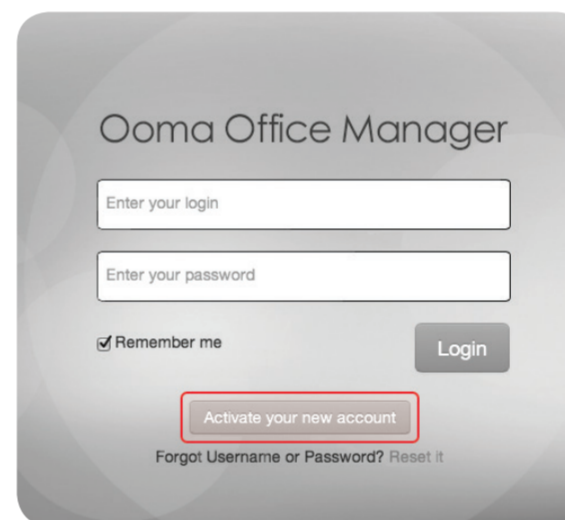 Ooma Office Manager
Enter your login
Enter your password
Remember me
Login
Activate your new account
Forgot Username or Password? Reset it